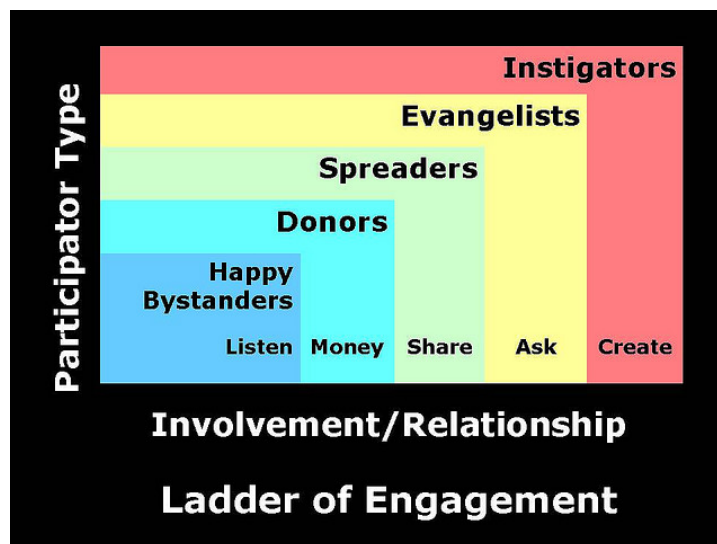 Instigators
Evangelists
Spreaders
Donors
Happy
Bystanders
Listen Money Share Ask Create
Participator Type
Involvement/Relationship
Ladder of Engagement